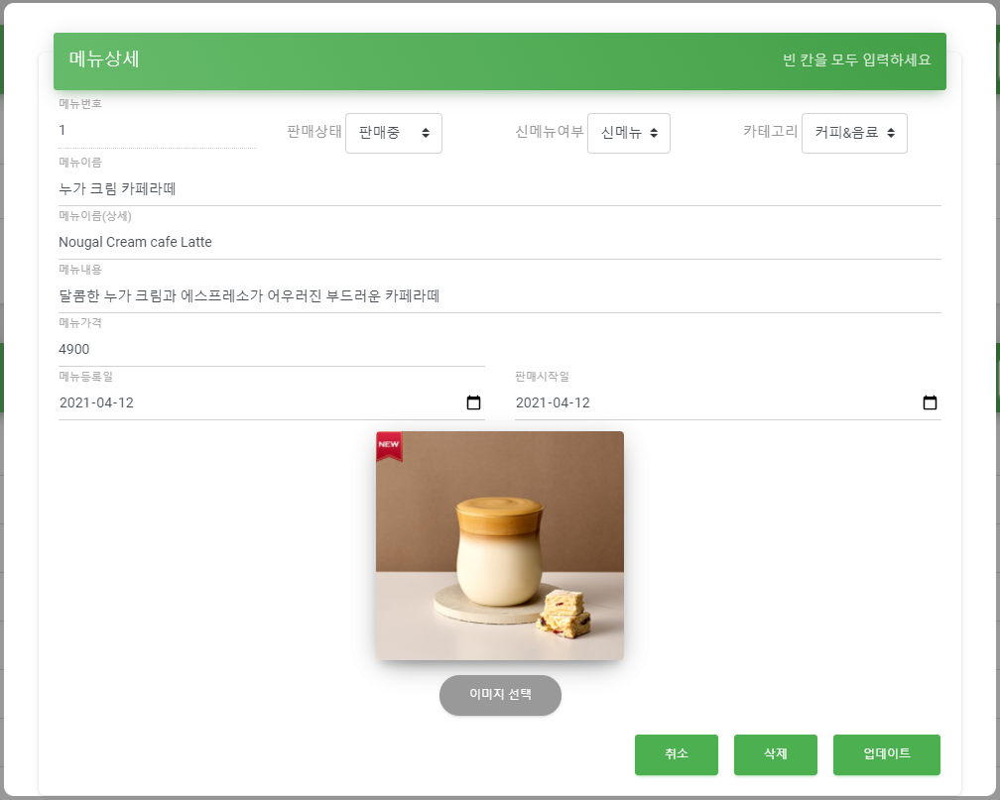 메뉴상세 빈 칸을 모두 입력하세요
메뉴번호
1 판매상태 판매중 신메뉴여부 신메뉴 카테고리 커피&음료
메뉴이름
누가 크림 카페라떼
메뉴이름(상세)
Nougal Cream cafe Latte
메뉴내용
달콤한 누가 크림과 에스프레소가 어우러진 부드러운 카페라떼
메뉴가격
4900
메뉴등록일 판매시작일
2021-04-12 2021-04-12
NEW
이미지 선택
취소 삭제 업데이트